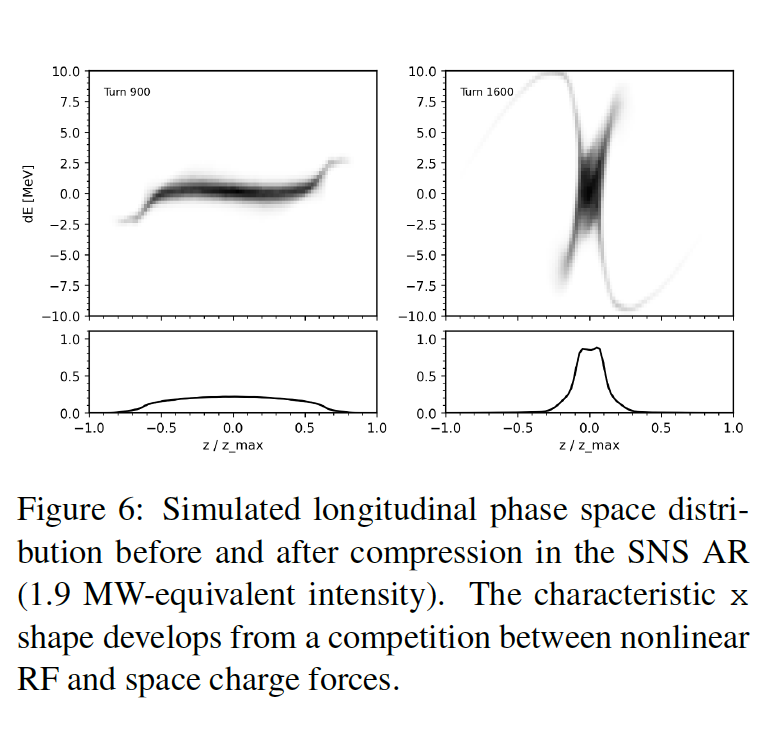 10.0
7.5
5.0
2.5
0.0
−2.5
−5.0
−7.5
−10.0
dE [MeV]
Turn 900
10.0
7.5
5.0
2.5
0.0
−2.5
−5.0
−7.5
−10.0
Turn 1600
1.0
0.5
0.0
−1.0 −0.5 0.0 0.5 1.0
z / z_max
1.0
0.5
0.0
−1.0 −0.5 0.0 0.5 1.0
z / z_max
Figure 6: Simulated longitudinal phase space distri-
bution before and after compression in the SNS AR
(1.9 MW-equivalent intensity). The characteristic x
shape develops from a competition between nonlinear
RF and space charge forces.